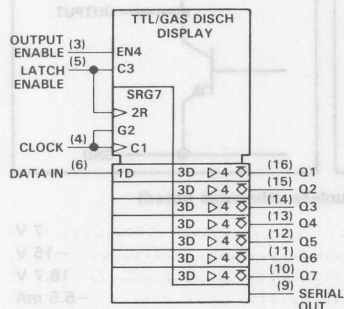 TTL/GAS DISCH
DISPLAY
OUTPUT
ENABLE (3) EN4
LATCH
ENABLE (5) C3
SRG7
2R
G2
CLOCK (4) C1
DATA IN (6) 1D 3D ▷ 4 (16) Q1
3D ▷ 4 (15) Q2
3D ▷ 4 (14) Q3
3D ▷ 4 (13) Q4
3D ▷ 4 (12) Q5
3D ▷ 4 (11) Q6
3D ▷ 4 (10) Q7
(9) SERIAL
OUT